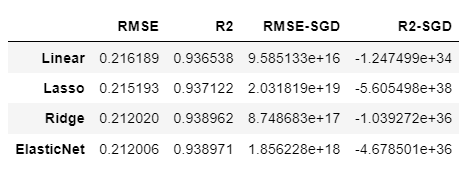 RMSE R2 RMSE-SGD R2-SGD
Linear 0.216189 0.936538 9.585133e+16 -1.247499e+34
Lasso 0.215193 0.937122 2.031819e+19 -5.605498e+38
Ridge 0.212020 0.938962 8.748683e+17 -1.039272e+36
ElasticNet 0.212006 0.938971 1.856228e+18 -4.678501e+36